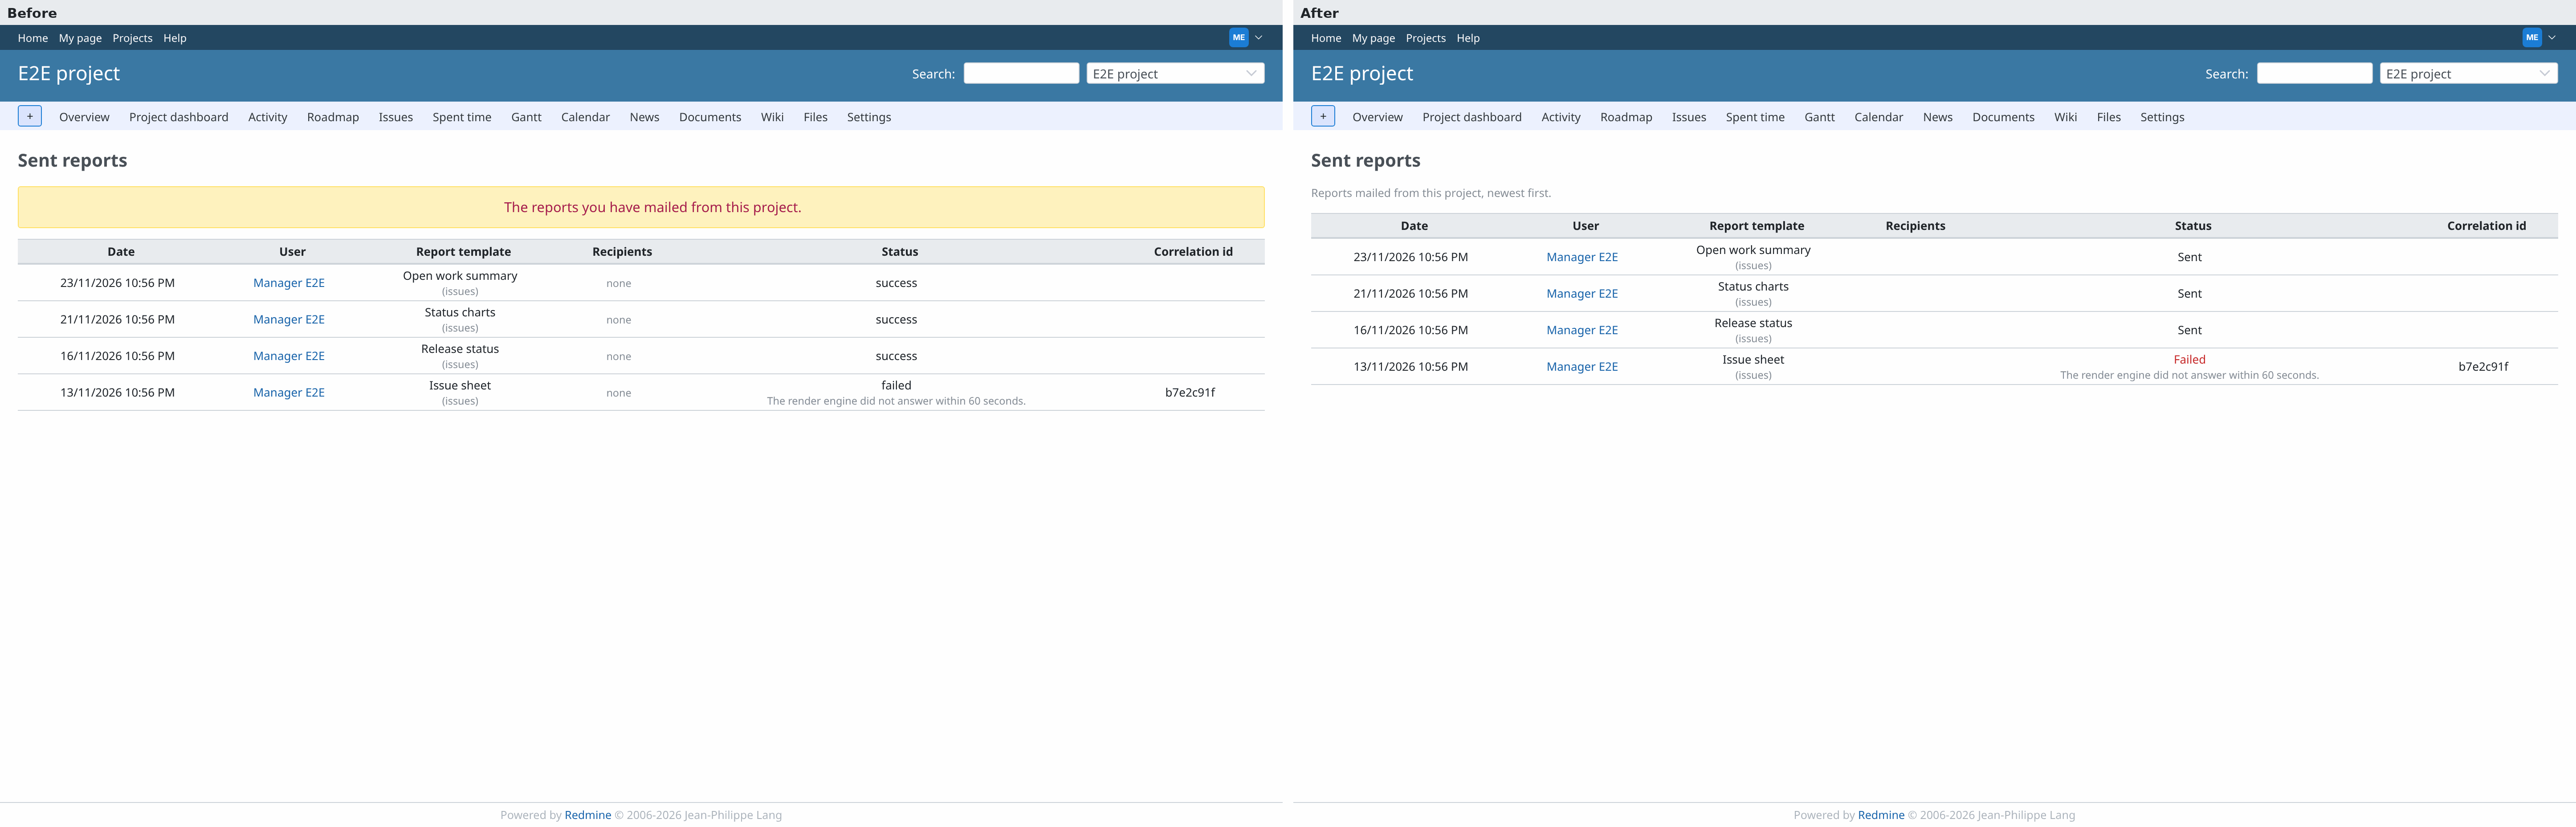 Before
Home My page Projects Help ME
E2E project Search: E2E project
+ Overview Project dashboard Activity Roadmap Issues Spent time Gantt Calendar News Documents Wiki Files Settings
Sent reports
The reports you have mailed from this project.
Date User Report template Recipients Status Correlation id
23/11/2026 10:56 PM Manager E2E Open work summary none success
(issues)
21/11/2026 10:56 PM Manager E2E Status charts none success
(issues)
16/11/2026 10:56 PM Manager E2E Release status none success
(issues)
13/11/2026 10:56 PM Manager E2E Issue sheet none failed b7e2c91f
(issues) The render engine did not answer within 60 seconds.
Powered by Redmine © 2006-2026 Jean-Philippe Lang
After
Home My page Projects Help ME
E2E project Search: E2E project
+ Overview Project dashboard Activity Roadmap Issues Spent time Gantt Calendar News Documents Wiki Files Settings
Sent reports
Reports mailed from this project, newest first.
Date User Report template Recipients Status Correlation id
23/11/2026 10:56 PM Manager E2E Open work summary Sent
(issues)
21/11/2026 10:56 PM Manager E2E Status charts Sent
(issues)
16/11/2026 10:56 PM Manager E2E Release status Sent
(issues)
13/11/2026 10:56 PM Manager E2E Issue sheet Failed b7e2c91f
(issues) The render engine did not answer within 60 seconds.
Powered by Redmine © 2006-2026 Jean-Philippe Lang